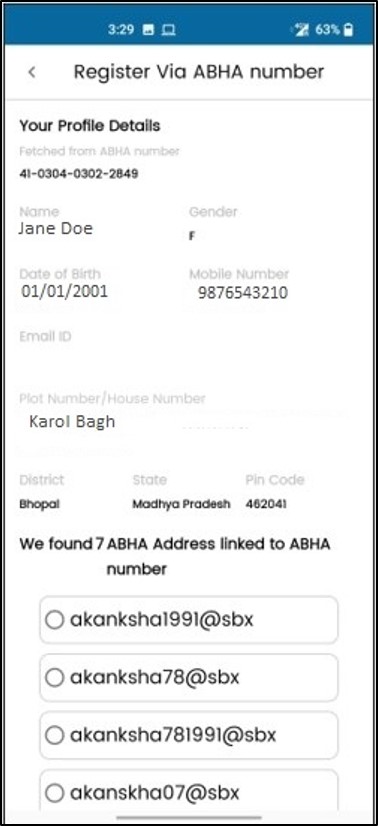 3:29 63%
Register Via ABHA number
Your Profile Details
Fetched from ABHA number
41-0304-0302-2849
Name Gender
Jane Doe F
Date of Birth Mobile Number
01/01/2001 9876543210
Email ID
Plot Number/House Number
Karol Bagh
District State Pin Code
Bhopal Madhya Pradesh 462041
We found 7 ABHA Address linked to ABHA
number
akanksha1991@sbx
akanksha78@sbx
akanksha781991@sbx
akanskha07@sbx